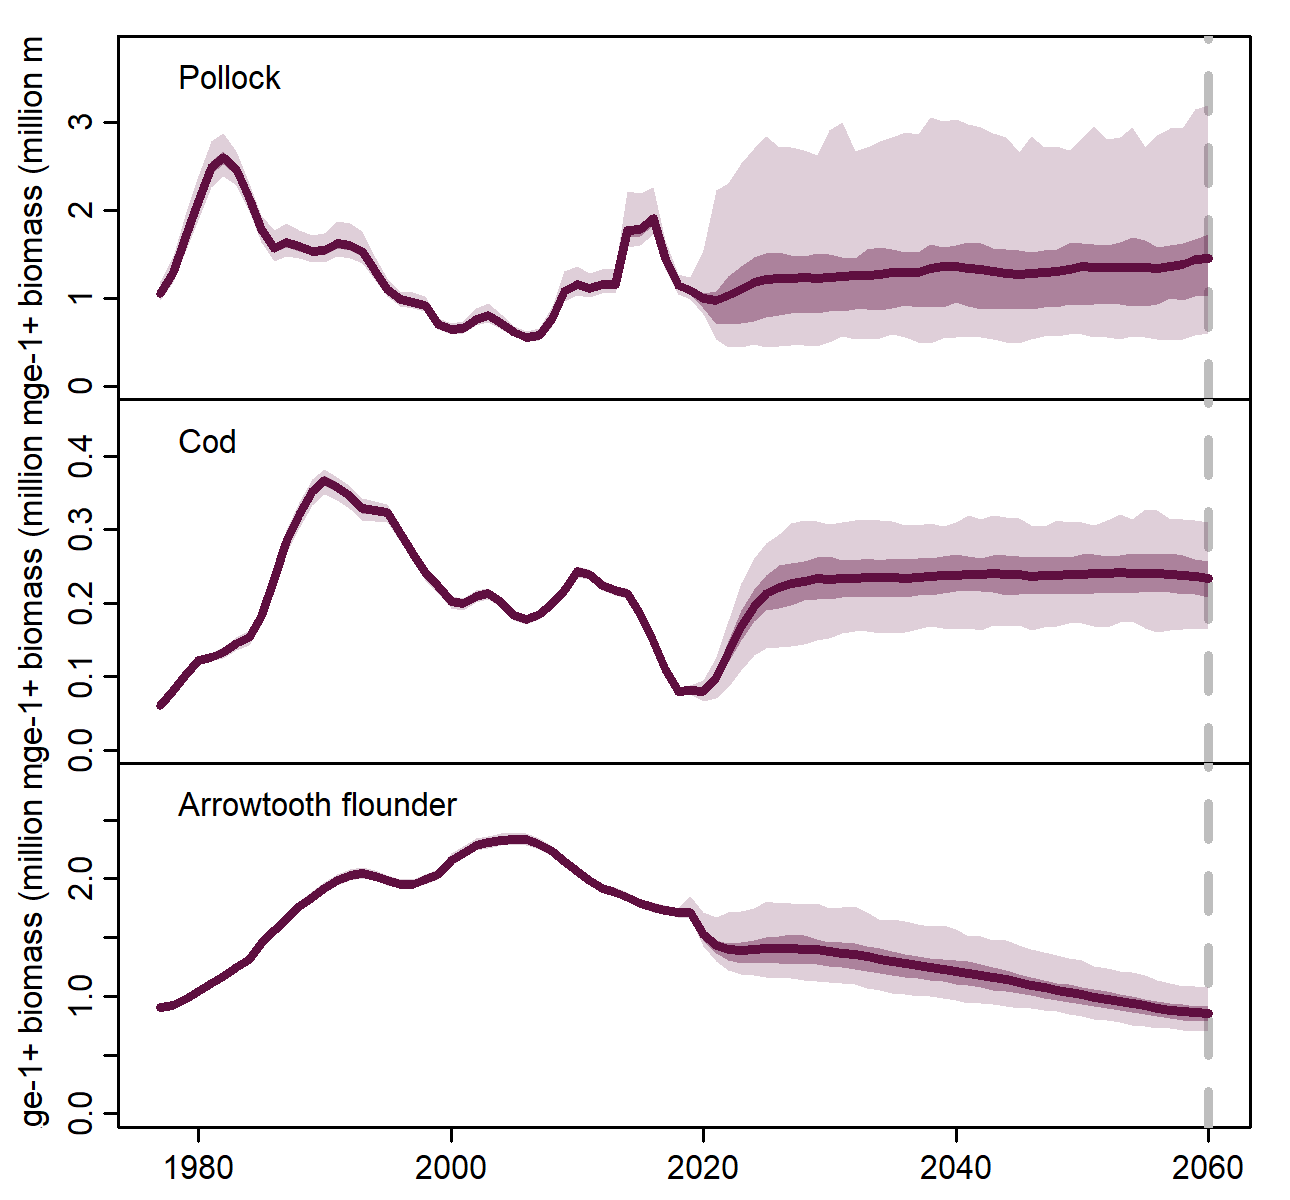 Pollock
3
2
1
0
ge-1+ biomass (million m
Cod
0.4
0.3
0.2
0.1
0.0
ge-1+ biomass (million m
Arrowtooth flounder
2.0
1.0
0.0
ge-1+ biomass (million m
1980
2000
2020
2040
2060